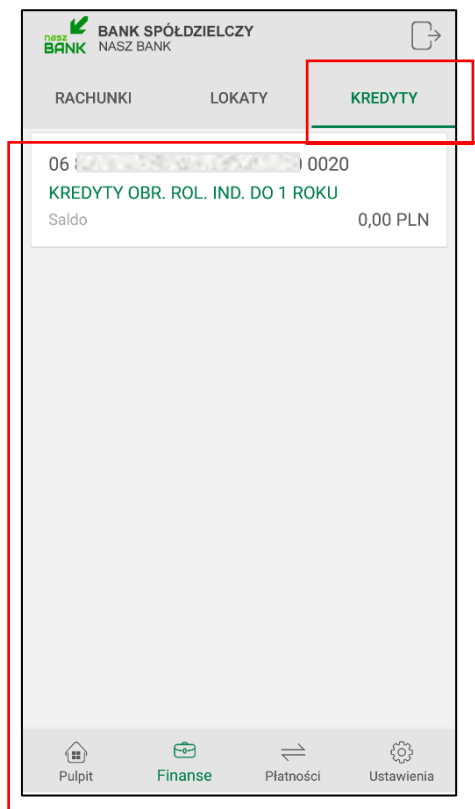 nasz
BANK
BANK SPÓŁDZIELCZY
NASZ BANK
RACHUNKI LOKATY KREDYTY
06 0020
KREDYTY OBR. ROL. IND. DO 1 ROKU
Saldo 0,00 PLN
Pulpit Finanse Płatności Ustawienia